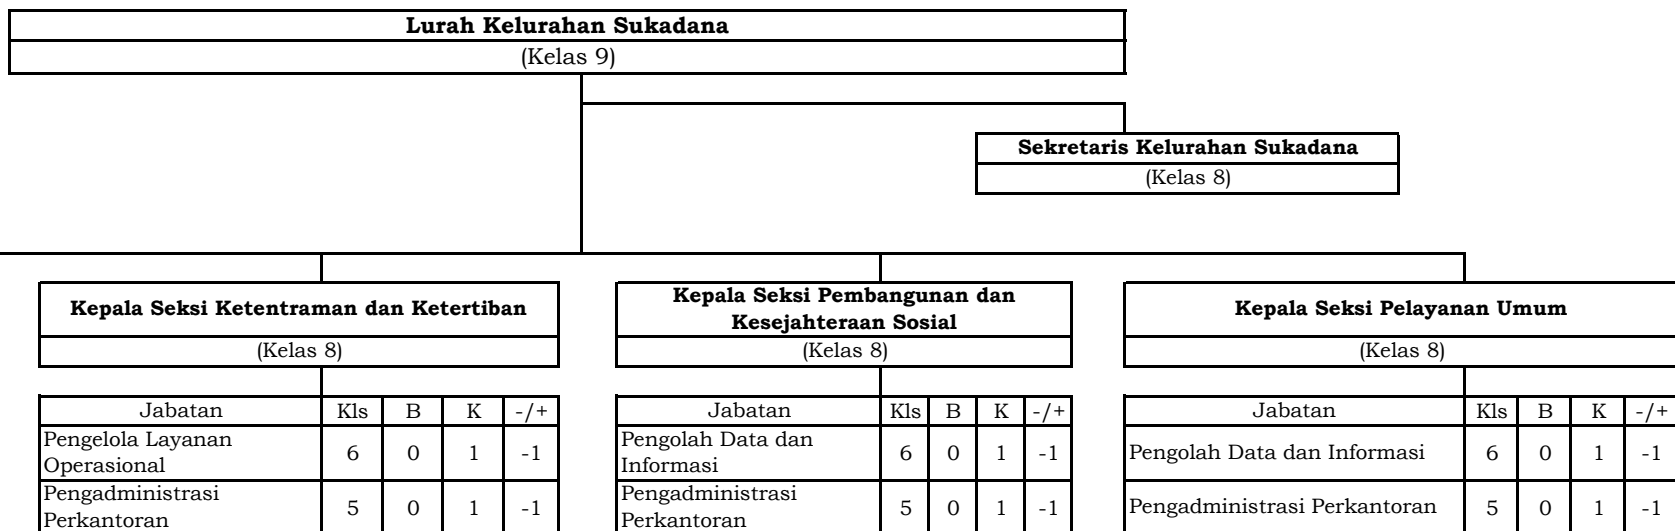 Lurah Kelurahan Sukadana
(Kelas 9)
Sekretaris Kelurahan Sukadana
(Kelas 8)
Kepala Seksi Ketentraman dan Ketertiban
(Kelas 8)
Jabatan Kls B K -/+
Pengelola Layanan
Operasional 6 0 1 -1
Pengadministrasi
Perkantoran 5 0 1 -1
Kepala Seksi Pembangunan dan
Kesejahteraan Sosial
(Kelas 8)
Jabatan Kls B K -/+
Pengolah Data dan
Informasi 6 0 1 -1
Pengadministrasi
Perkantoran 5 0 1 -1
Kepala Seksi Pelayanan Umum
(Kelas 8)
Jabatan Kls B K -/+
Pengolah Data dan Informasi 6 0 1 -1
Pengadministrasi Perkantoran 5 0 1 -1